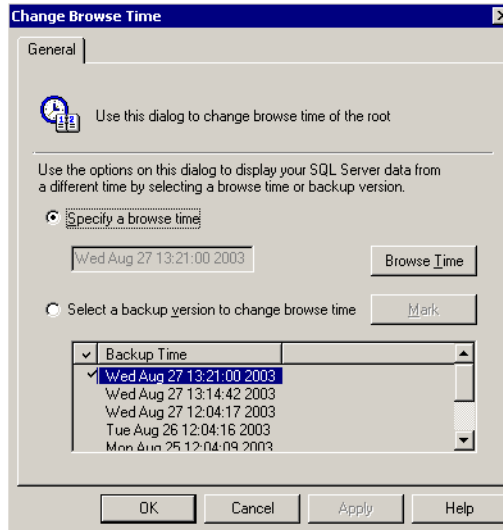 Change Browse Time
General
Use this dialog to change browse time of the root
Use the options on this dialog to display your SQL Server data from
a different time by selecting a browse time or backup version.
Specify a browse time
Wed Aug 27 13:21:00 2003
Browse Time
Select a backup version to change browse time
Mark
Backup Time
Wed Aug 27 13:21:00 2003
Wed Aug 27 13:14:42 2003
Wed Aug 27 12:04:17 2003
Tue Aug 26 12:04:16 2003
Mon Aug 25 12:04:09 2003
OK Cancel Apply Help